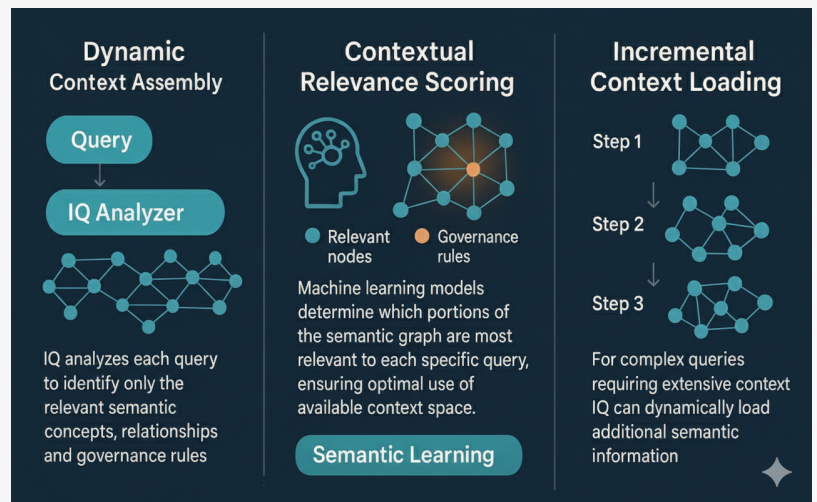 Dynamic
Context Assembly
Query
IQ Analyzer
IQ analyzes each query
to identify only the
relevant semantic
concepts, relationships
and governance rules
Contextual
Relevance Scoring
Relevant
nodes
Governance
rules
Machine learning models
determine which portions of
the semantic graph are most
relevant to each specific query,
ensuring optimal use of
available context space.
Semantic Learning
Incremental
Context Loading
Step 1
Step 2
Step 3
For complex queries
requiring extensive context
IQ can dynamically load
additional semantic
information